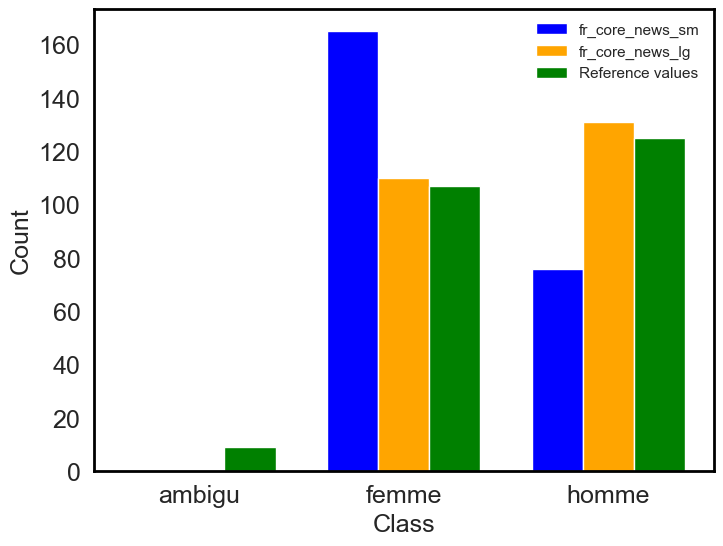 fr_core_news_sm
fr_core_news_lg
Reference values
160
140
120
100
80
60
40
20
0
Count
ambigu femme homme
Class